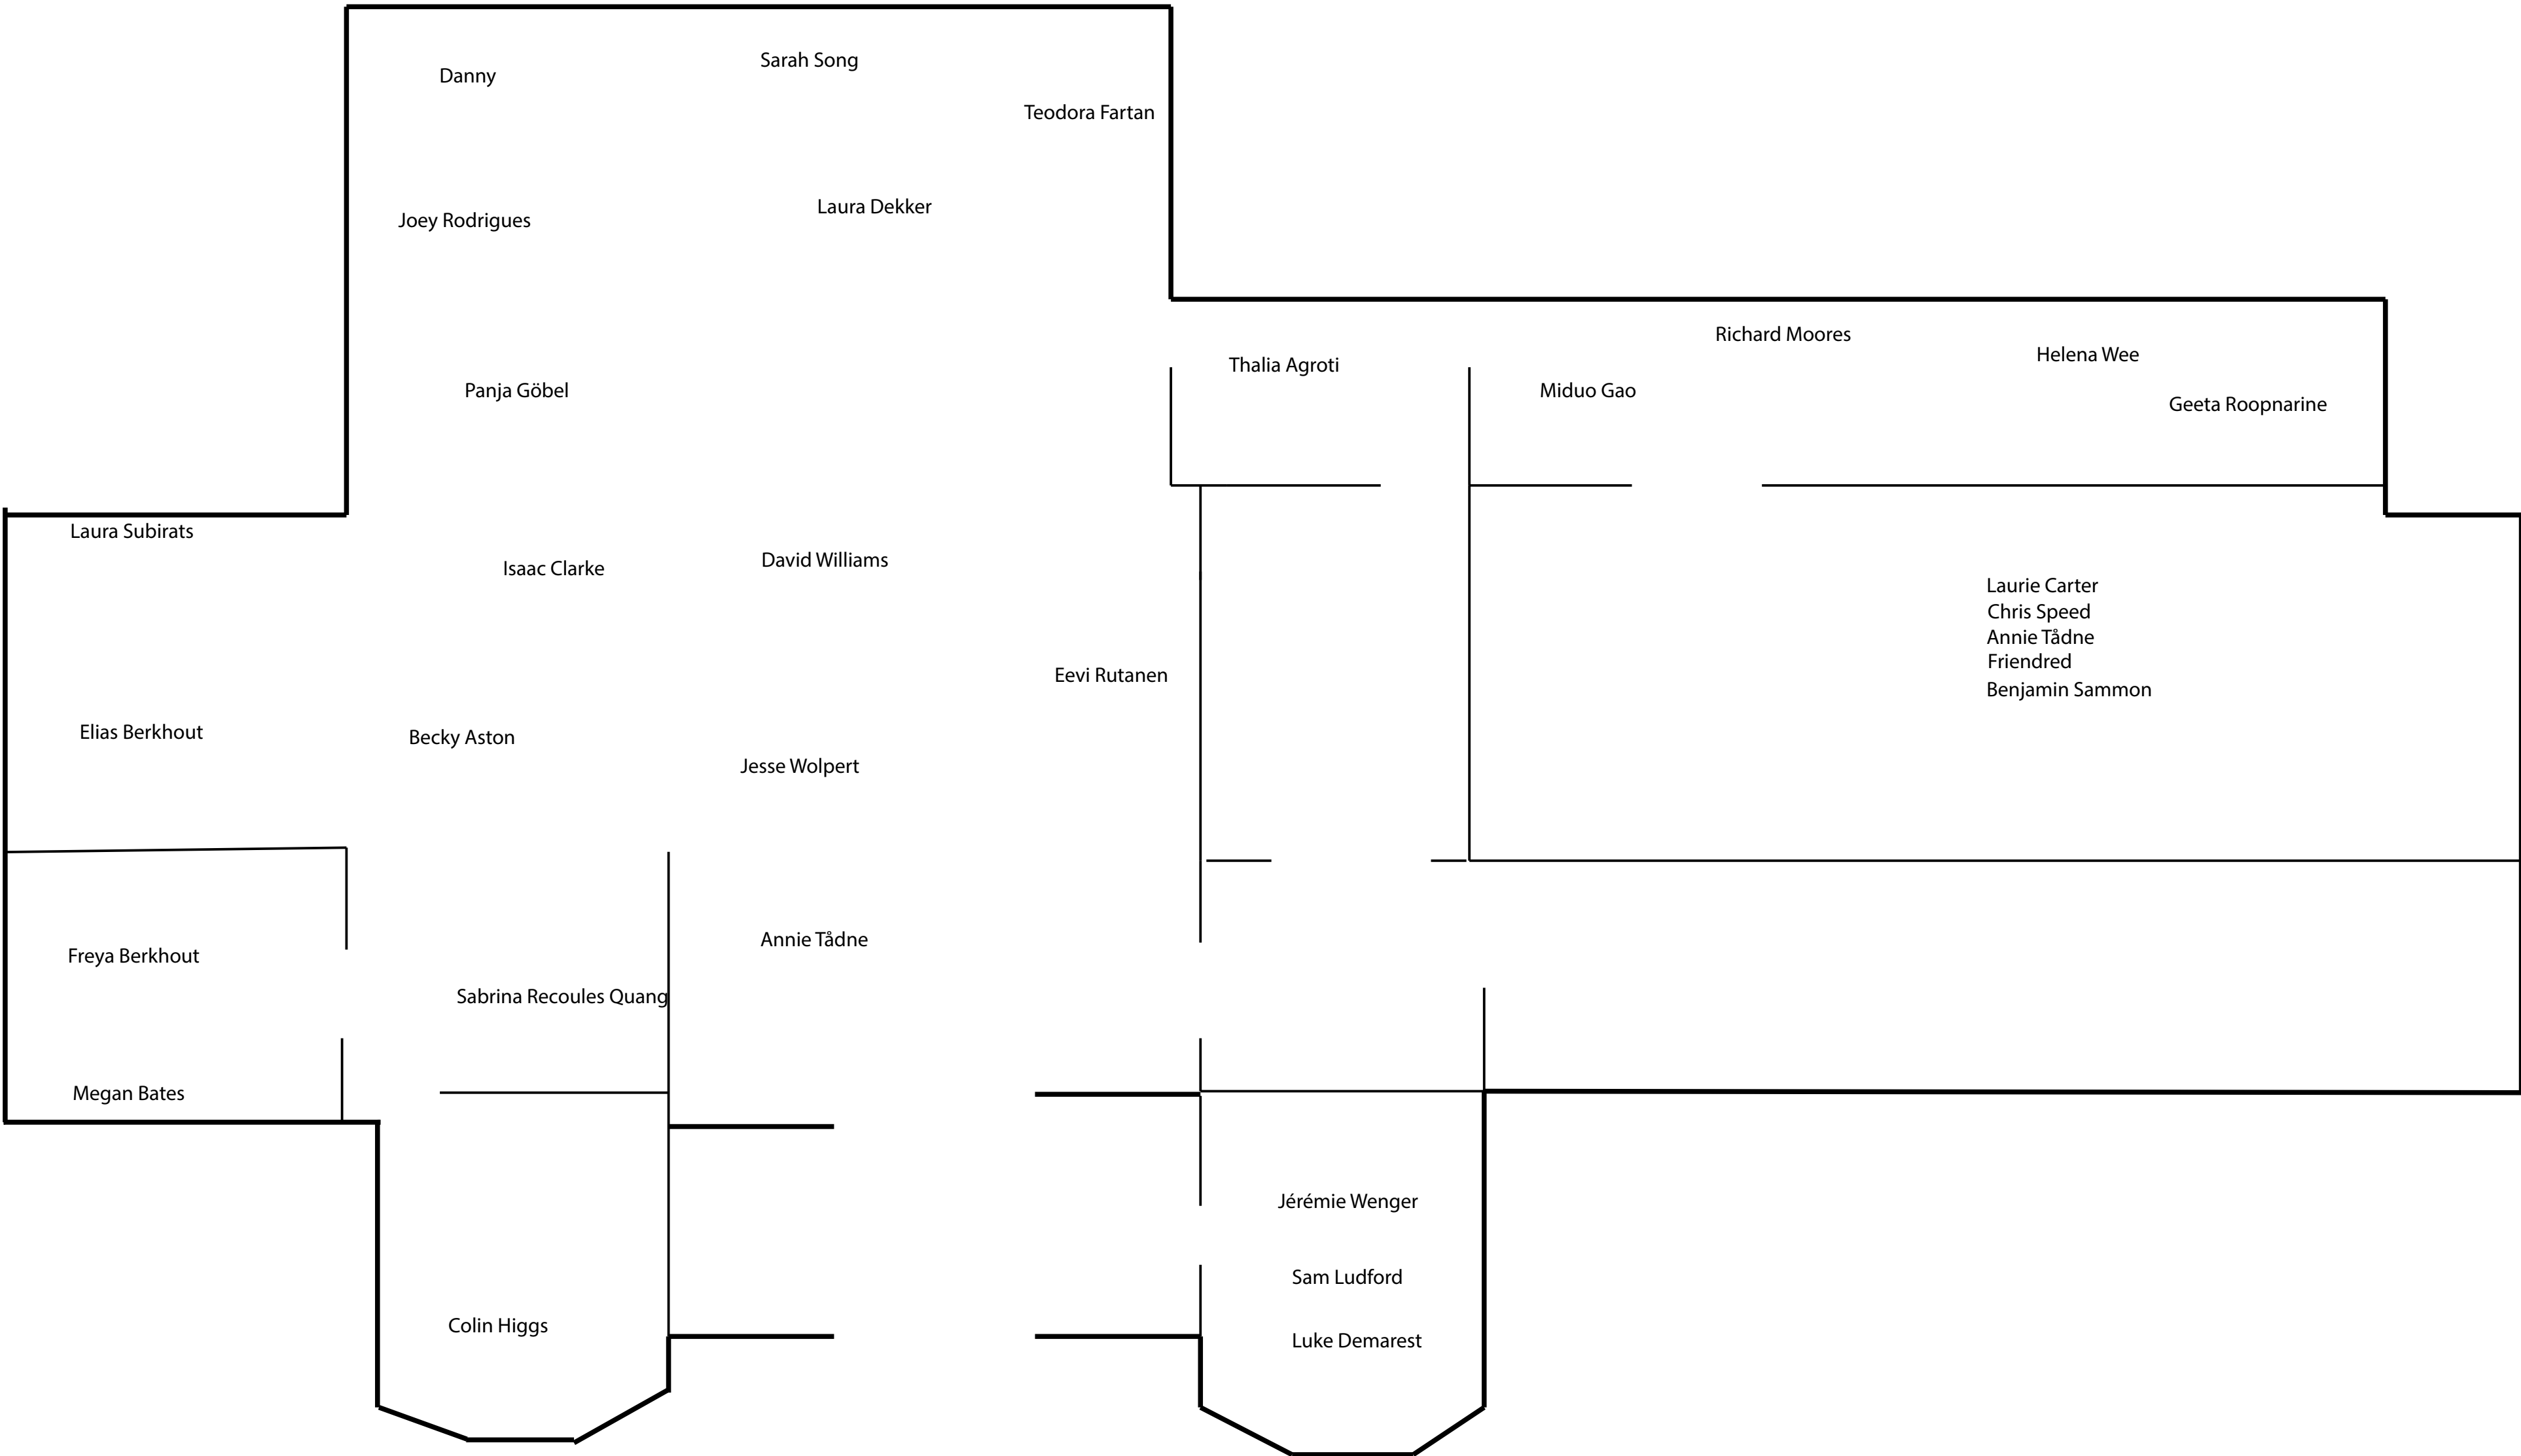 Danny
Sarah Song
Teodora Fartan
Joey Rodrigues
Laura Dekker
Richard Moores
Helena Wee
Thalia Agroti
Panja Göbel
Miduo Gao
Geeta Roopnarine
Laura Subirats
Isaac Clarke
David Williams
Laurie Carter
Chris Speed
Annie Tådne
Friendred
Benjamin Sammon
Eevi Rutanen
Elias Berkhout
Becky Aston
Jesse Wolpert
Annie Tådne
Freya Berkhout
Sabrina Recoules Quang
Megan Bates
Jérémie Wenger
Sam Ludford
Colin Higgs
Luke Demarest